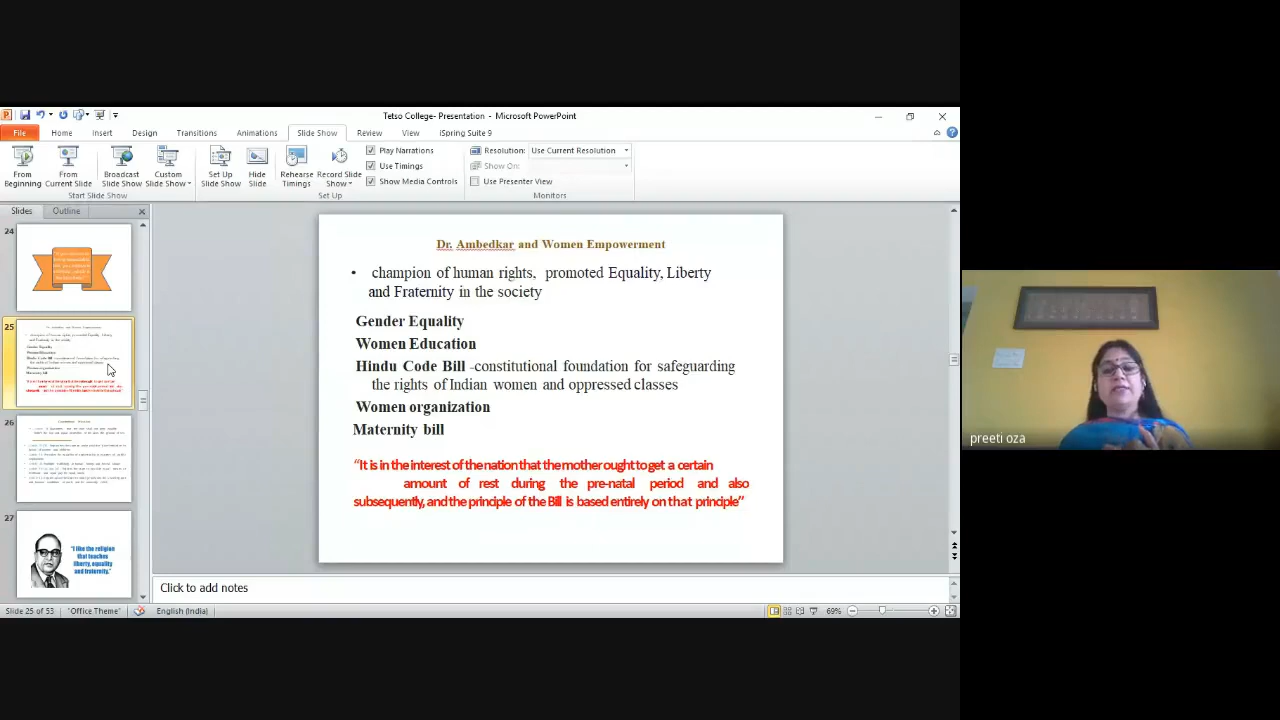 Tetso College- Presentation - Microsoft PowerPoint
File Home Insert Design Transitions Animations Slide Show Review View iSpring Suite 9
Play Narrations
Use Timings
Show Media Controls
Resolution: Use Current Resolution
Show On:
Use Presenter View
From Beginning
From Current Slide
Broadcast Slide Show
Custom Slide Show
Set Up Slide Show
Hide Slide
Rehearse Timings
Record Slide Show
Start Slide Show
Set Up
Monitors
Slides Outline
24
25
26
27
"I like the religion
that teaches
liberty, equality
and fraternity."
Dr. Ambedkar and Women Empowerment
• champion of human rights, promoted Equality, Liberty
and Fraternity in the society
Gender Equality
Women Education
Hindu Code Bill -constitutional foundation for safeguarding
the rights of Indian women and oppressed classes
Women organization
Maternity bill
“It is in the interest of the nation that the mother ought to get a certain
amount of rest during the pre-natal period and also
subsequently, and the principle of the Bill is based entirely on that principle”
Click to add notes
Slide 25 of 53 "Office Theme" English (India) 69%
preeti oza